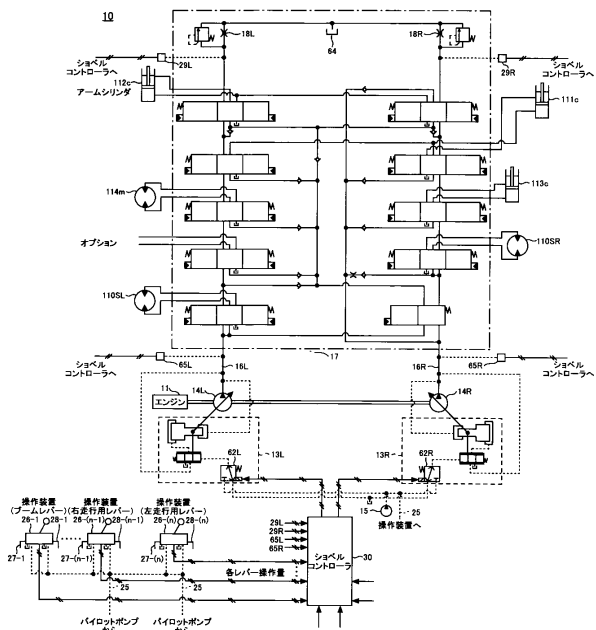 10
18L
64
18R
29L
29R
ショベル
コントローラへ
ショベル
コントローラへ
112c
アームシリンダ
111c
114m
113c
オプション
110SR
110SL
17
ショベル
コントローラへ
65L
16L
16R
65R
ショベル
コントローラへ
11
エンジン
14L
14R
62L
13L
13R
62R
15
25
操作装置へ
操作装置
(ブームレバー)
26-1
28-1
27-1
操作装置
(右走行用レバー)
26-(n-1)
28-(n-1)
27-(n-1)
操作装置
(左走行用レバー)
26-(n)
28-(n)
27-(n)
29L
29R
65L
65R
ショベル
コントローラ
30
各レバー操作量
25
25
パイロットポンプ
から
パイロットポンプ
から